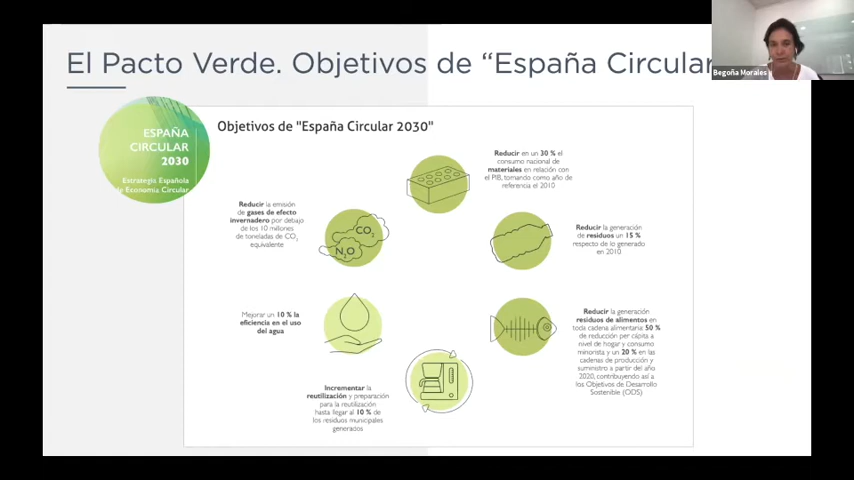 El Pacto Verde. Objetivos de “España Circular
Begoña Morales
ESPAÑA
CIRCULAR
2030
Estrategia Española
de Economía Circular
Objetivos de "España Circular 2030"
Reducir en un 30 % el
consumo nacional de
materiales en relación con
el PIB, tomando como año de
referencia el 2010
Reducir la emisión
de gases de efecto
invernadero por debajo
de los 10 millones
de toneladas de CO2
equivalente
CO2
N2O
Reducir la generación
de residuos un 15 %
respecto de lo generado
en 2010
Mejorar un 10 % la
eficiencia en el uso
del agua
Reducir la generación
residuos de alimentos en
toda cadena alimentaria: 50 %
de reducción per cápita a
nivel de hogar y consumo
minorista y un 20 % en las
cadenas de producción y
suministro a partir del año
2020, contribuyendo así a
los Objetivos de Desarrollo
Sostenible (ODS)
Incrementar la
reutilización y preparación
para la reutilización
hasta llegar al 10 % de
los residuos municipales
generados